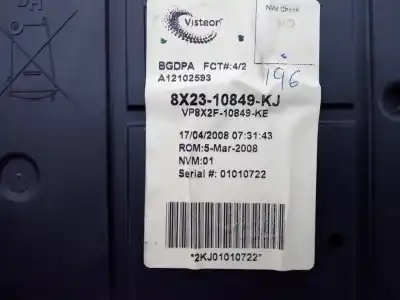 Visteon
NVM Check
BGDPA FCT#:4/2
A12102593
196
8X23-10849-KJ
VP8X2F-10849-KE
17/04/2008 07:31:43
ROM:5-Mar-2008
NVM:01
Serial #: 01010722
*2KJ01010722*